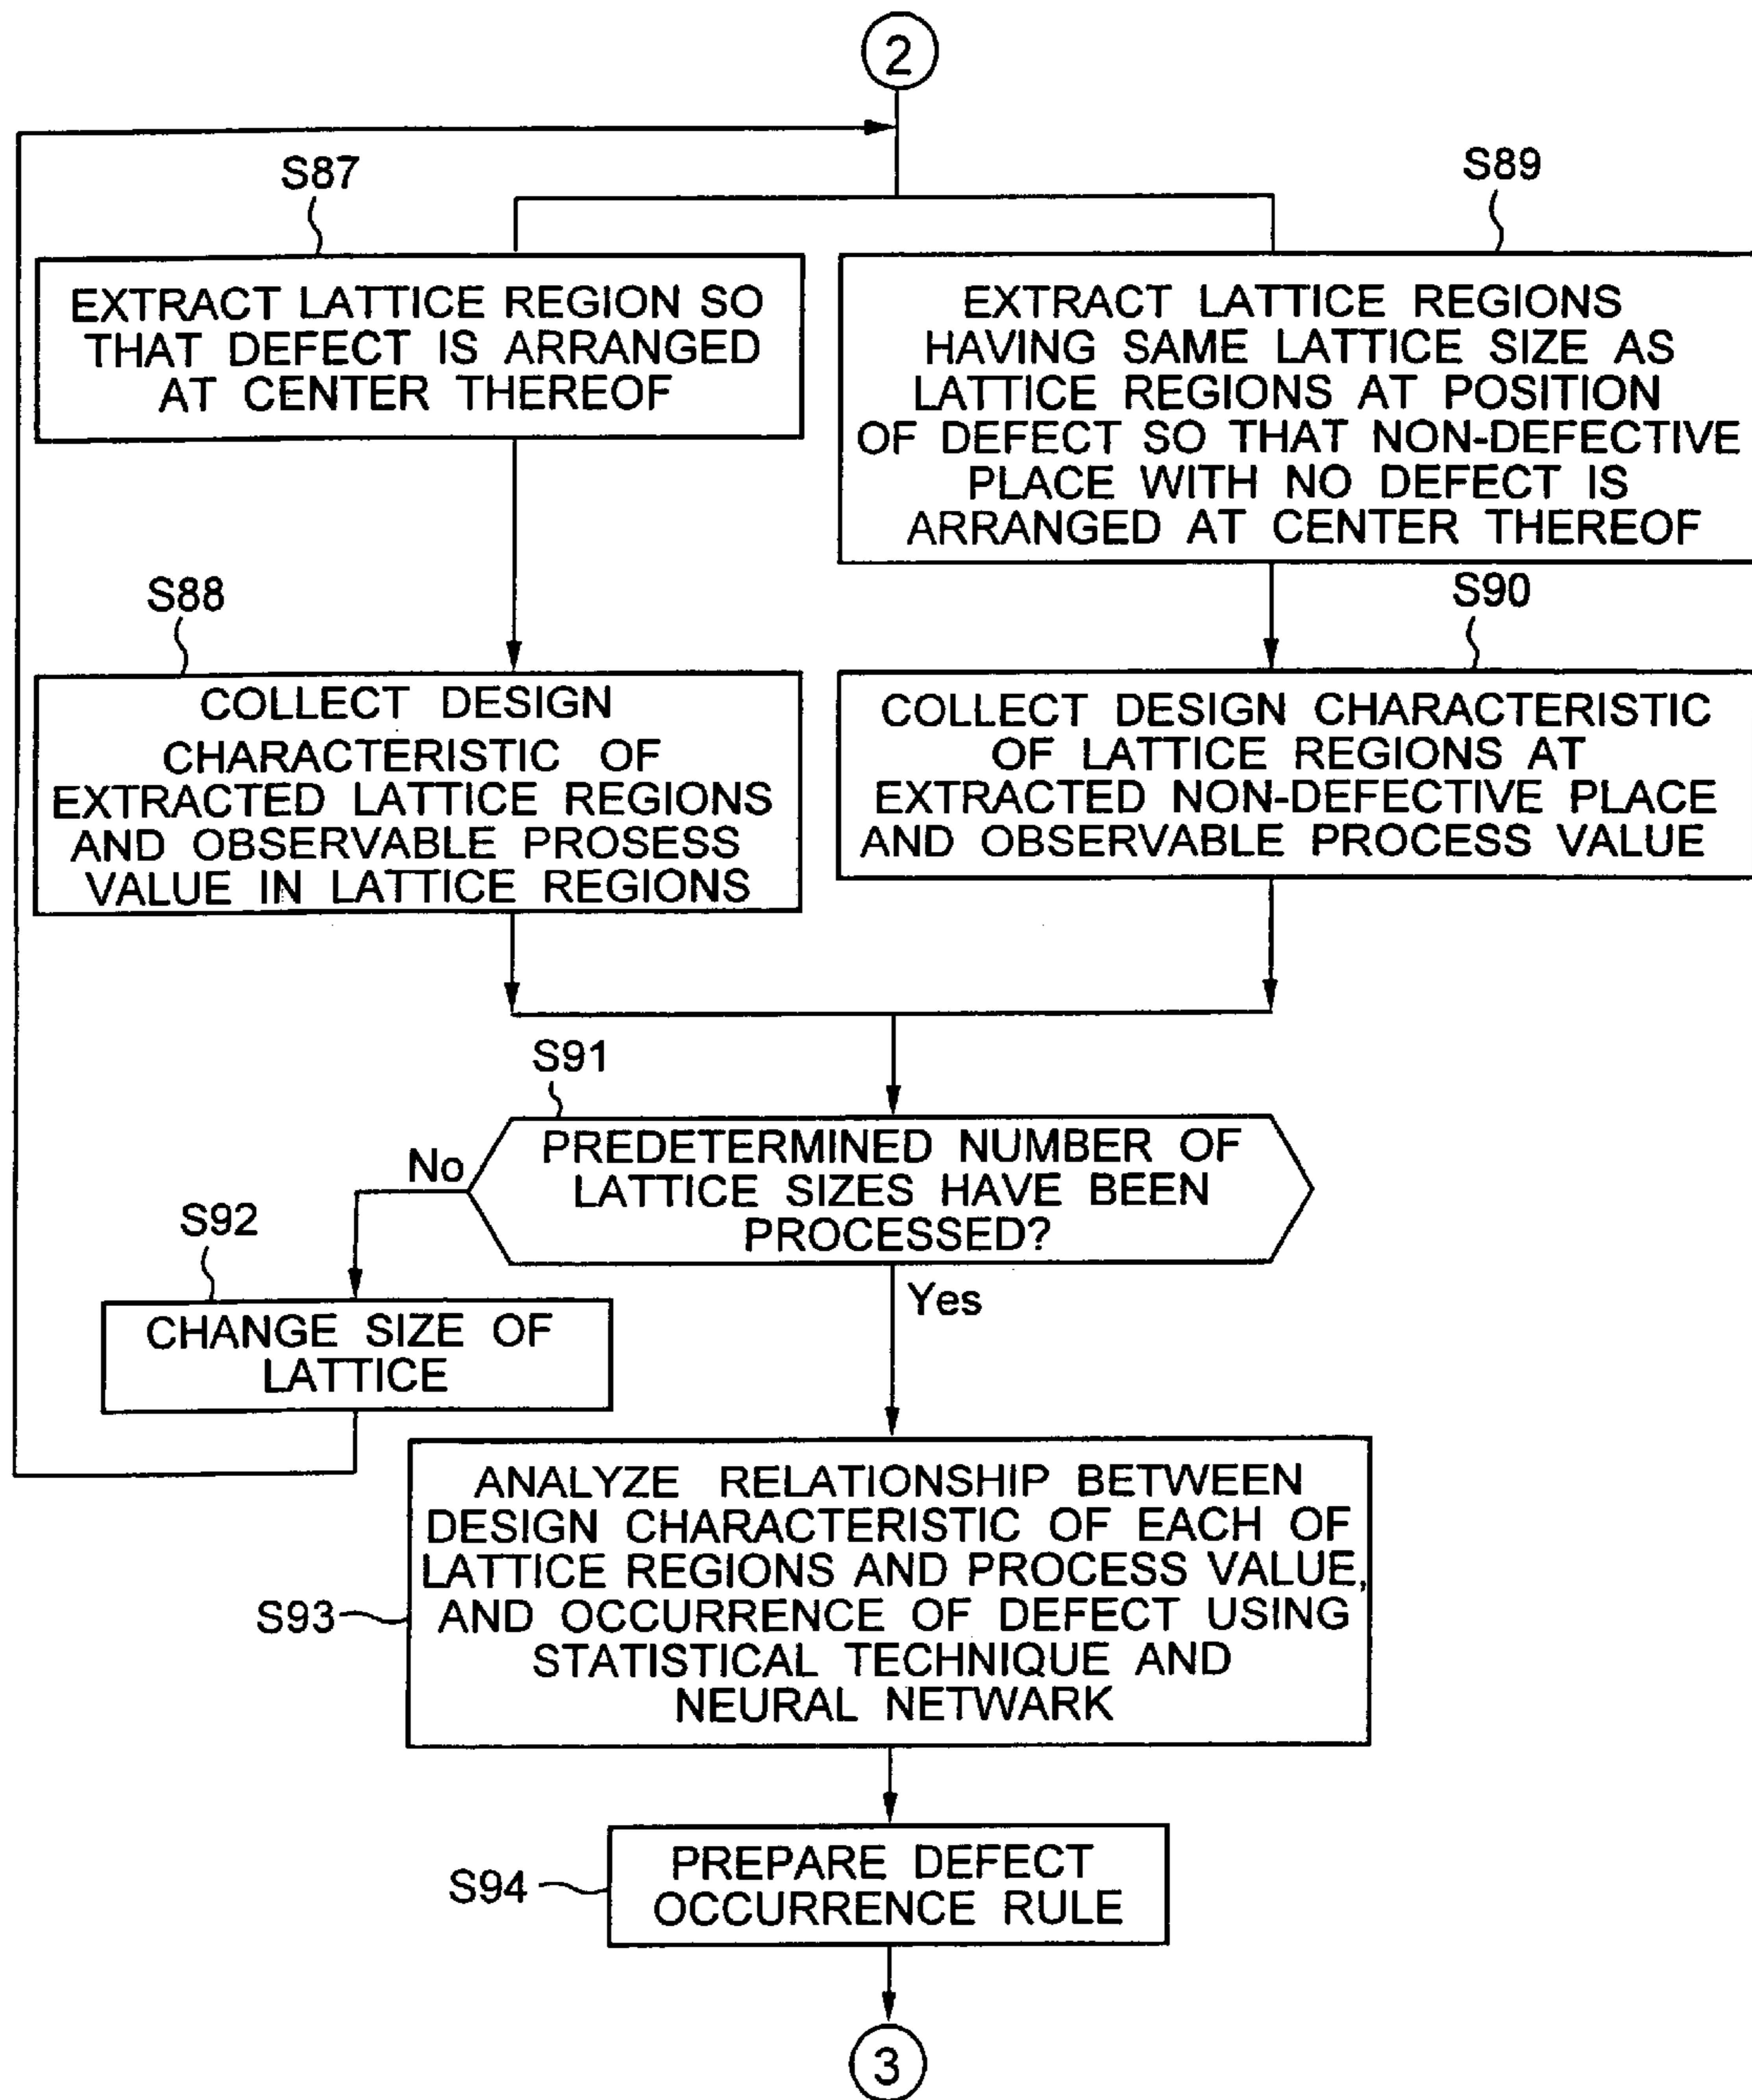 2
S87
EXTRACT LATTICE REGION SO
THAT DEFECT IS ARRANGED
AT CENTER THEREOF
S89
EXTRACT LATTICE REGIONS
HAVING SAME LATTICE SIZE AS
LATTICE REGIONS AT POSITION
OF DEFECT SO THAT NON-DEFECTIVE
PLACE WITH NO DEFECT IS
ARRANGED AT CENTER THEREOF
S88
COLLECT DESIGN
CHARACTERISTIC OF
EXTRACTED LATTICE REGIONS
AND OBSERVABLE PROSESS
VALUE IN LATTICE REGIONS
S90
COLLECT DESIGN CHARACTERISTIC
OF LATTICE REGIONS AT
EXTRACTED NON-DEFECTIVE PLACE
AND OBSERVABLE PROCESS VALUE
S91
PREDETERMINED NUMBER OF
LATTICE SIZES HAVE BEEN
PROCESSED?
No
Yes
S92
CHANGE SIZE OF
LATTICE
S93
ANALYZE RELATIONSHIP BETWEEN
DESIGN CHARACTERISTIC OF EACH OF
LATTICE REGIONS AND PROCESS VALUE,
AND OCCURRENCE OF DEFECT USING
STATISTICAL TECHNIQUE AND
NEURAL NETWARK
S94
PREPARE DEFECT
OCCURRENCE RULE
3